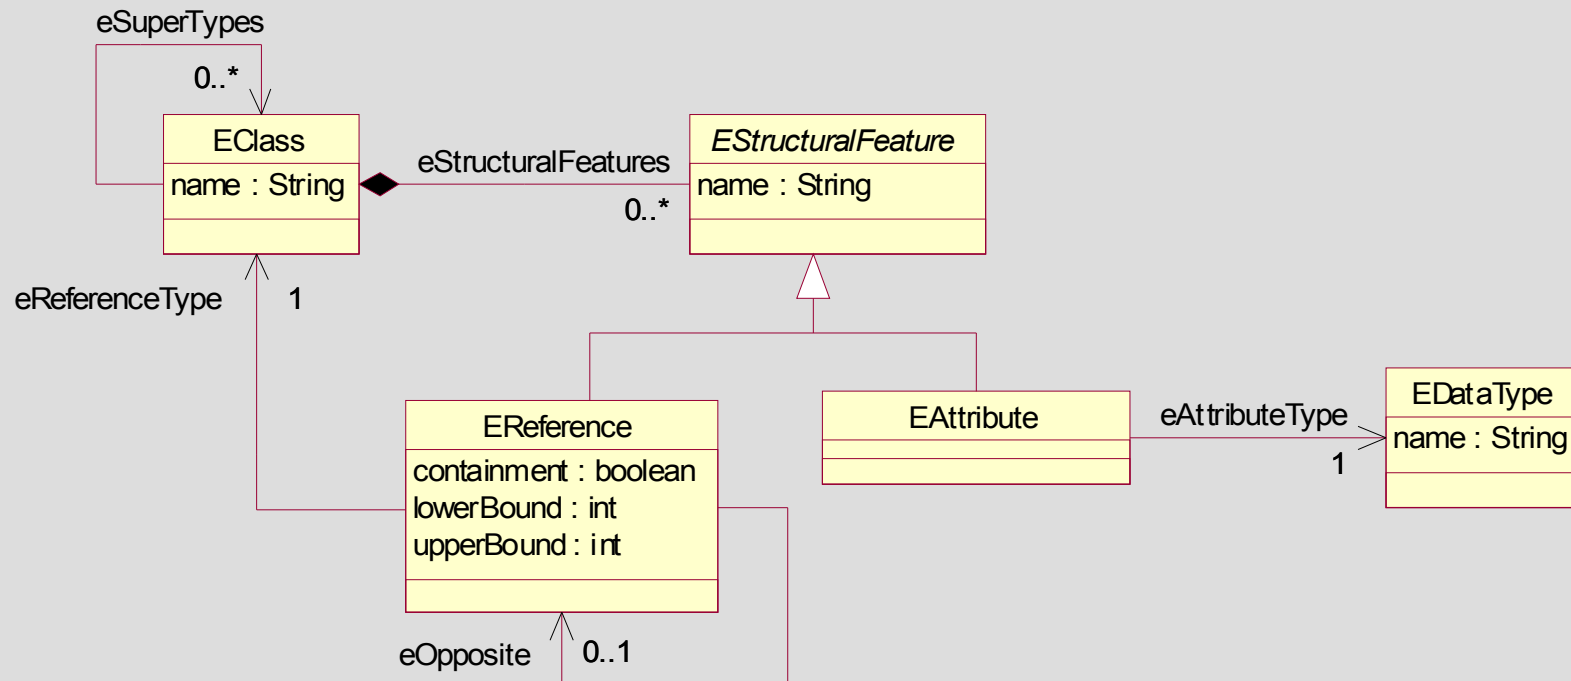 eSuperTypes
0..*
EClass
name : String
eStructuralFeatures
0..*
EStructuralFeature
name : String
eReferenceType
1
EReference
containment : boolean
lowerBound : int
upperBound : int
EAttribute
eAttributeType
1
EDataType
name : String
eOpposite
0..1